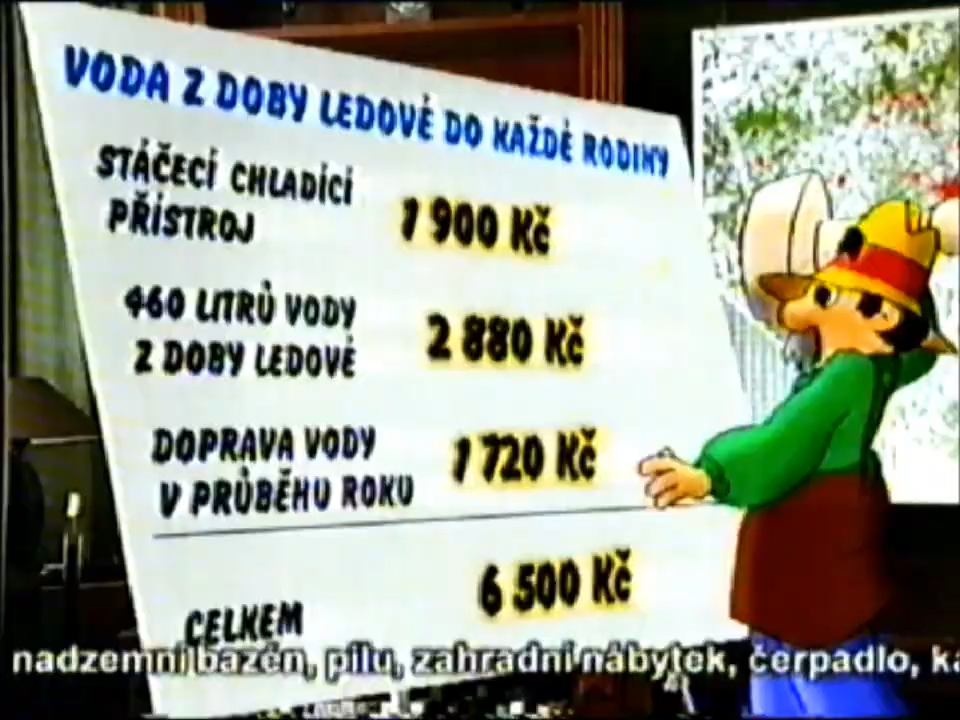 VODA Z DOBY LEDOVÉ DO KAŽDÉ RODINY
STÁČECÍ CHLADÍCÍ
PŘÍSTROJ
1 900 Kč
460 LITRŮ VODY
Z DOBY LEDOVÉ
2 880 Kč
DOPRAVA VODY
V PRŮBĚHU ROKU
1 720 Kč
CELKEM
6 500 Kč
nadzemní bazén, pilu, zahradní nábytek, čerpadlo, ka